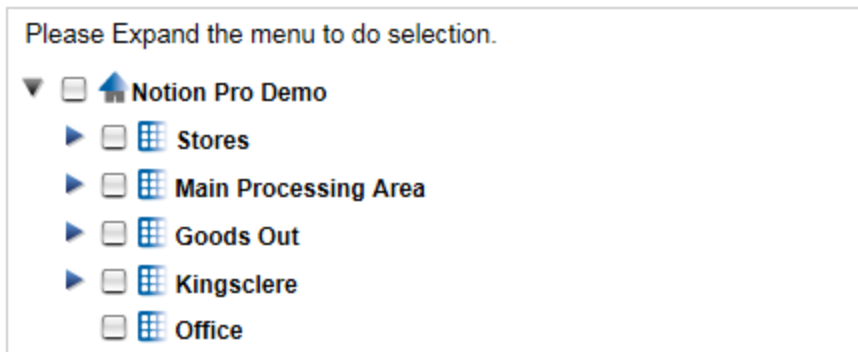 Please Expand the menu to do selection.
Notion Pro Demo
Stores
Main Processing Area
Goods Out
Kingsclere
Office